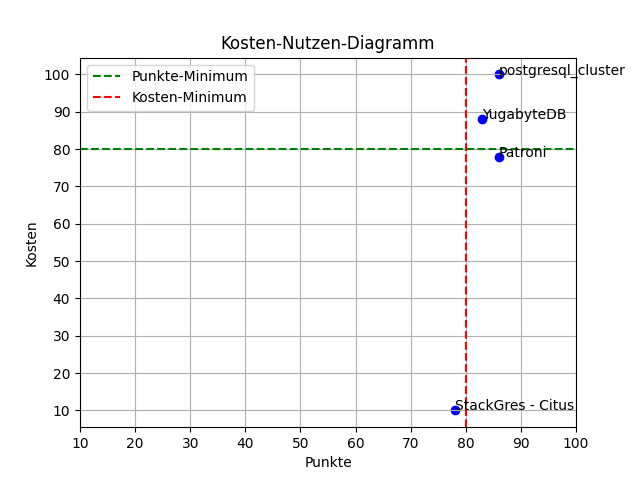 Kosten-Nutzen-Diagramm
Punkte-Minimum
Kosten-Minimum
postgresql_cluster
YugabyteDB
Patroni
StackGres - Citus
Kosten
100
90
80
70
60
50
40
30
20
10
10 20 30 40 50 60 70 80 90 100
Punkte